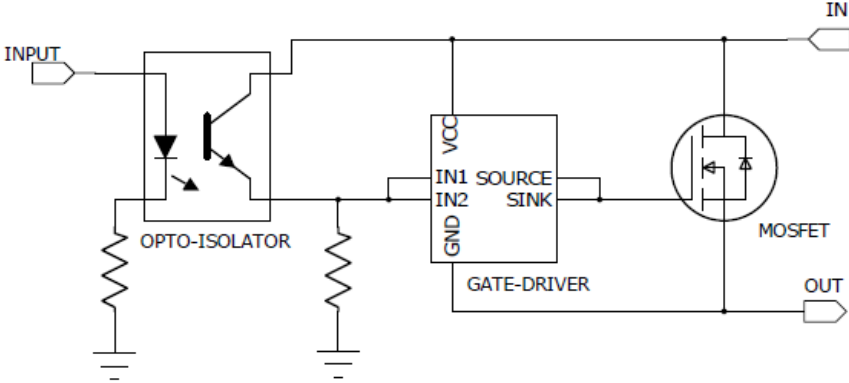 IN
INPUT
VCC
IN1 SOURCE
IN2 SINK
GND
OPTO-ISOLATOR
MOSFET
GATE-DRIVER
OUT